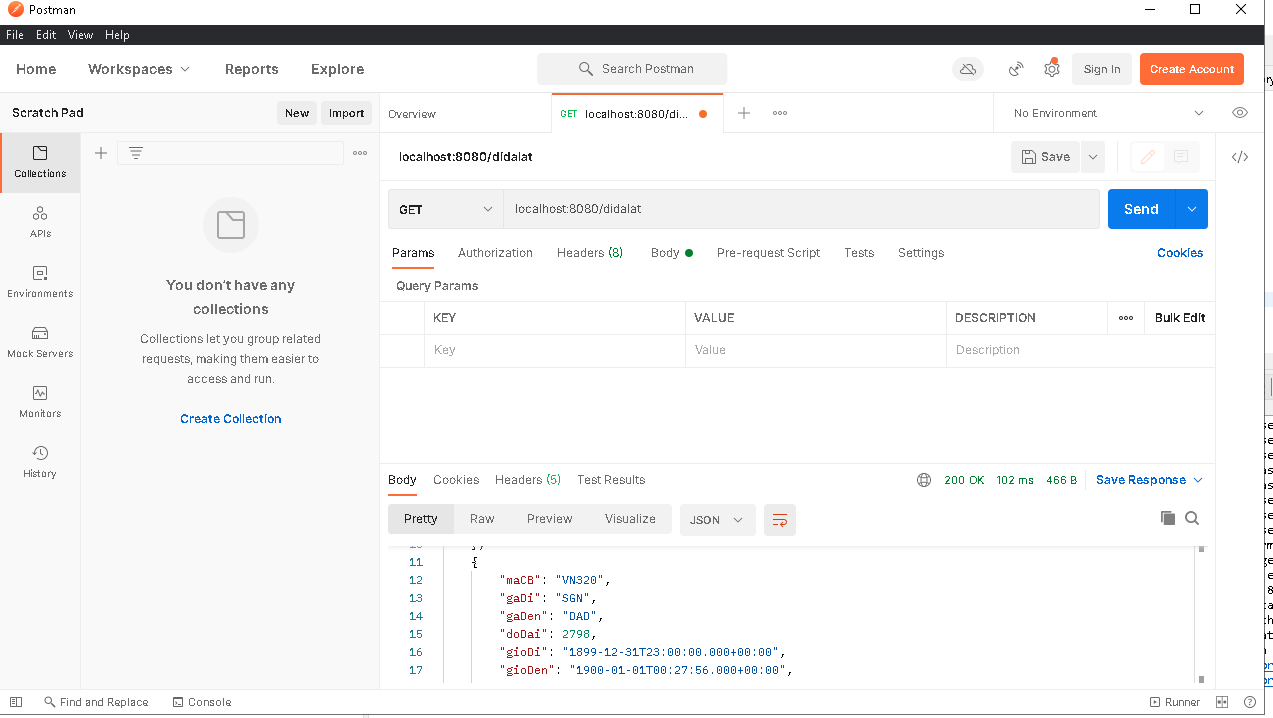 Postman
File Edit View Help
Home Workspaces Reports Explore Search Postman Sign In Create Account
Scratch Pad New Import
Overview GET localhost:8080/di... No Environment
Collections
APIs
Environments
Mock Servers
Monitors
History
You don't have any
collections
Collections let you group related
requests, making them easier to
access and run.
Create Collection
localhost:8080/didalat Save
GET localhost:8080/didalat Send
Params Authorization Headers (8) Body Pre-request Script Tests Settings Cookies
Query Params
KEY VALUE DESCRIPTION Bulk Edit
Key Value Description
Body Cookies Headers (5) Test Results 200 OK 102 ms 466 B Save Response
Pretty Raw Preview Visualize JSON
11 {
12 "maCB": "VN320",
13 "gaDi": "SGN",
14 "gaDen": "DAD",
15 "doDai": 2798,
16 "gioDi": "1899-12-31T23:00:00.000+00:00",
17 "gioDen": "1900-01-01T00:27:56.000+00:00",
Find and Replace Console Runner